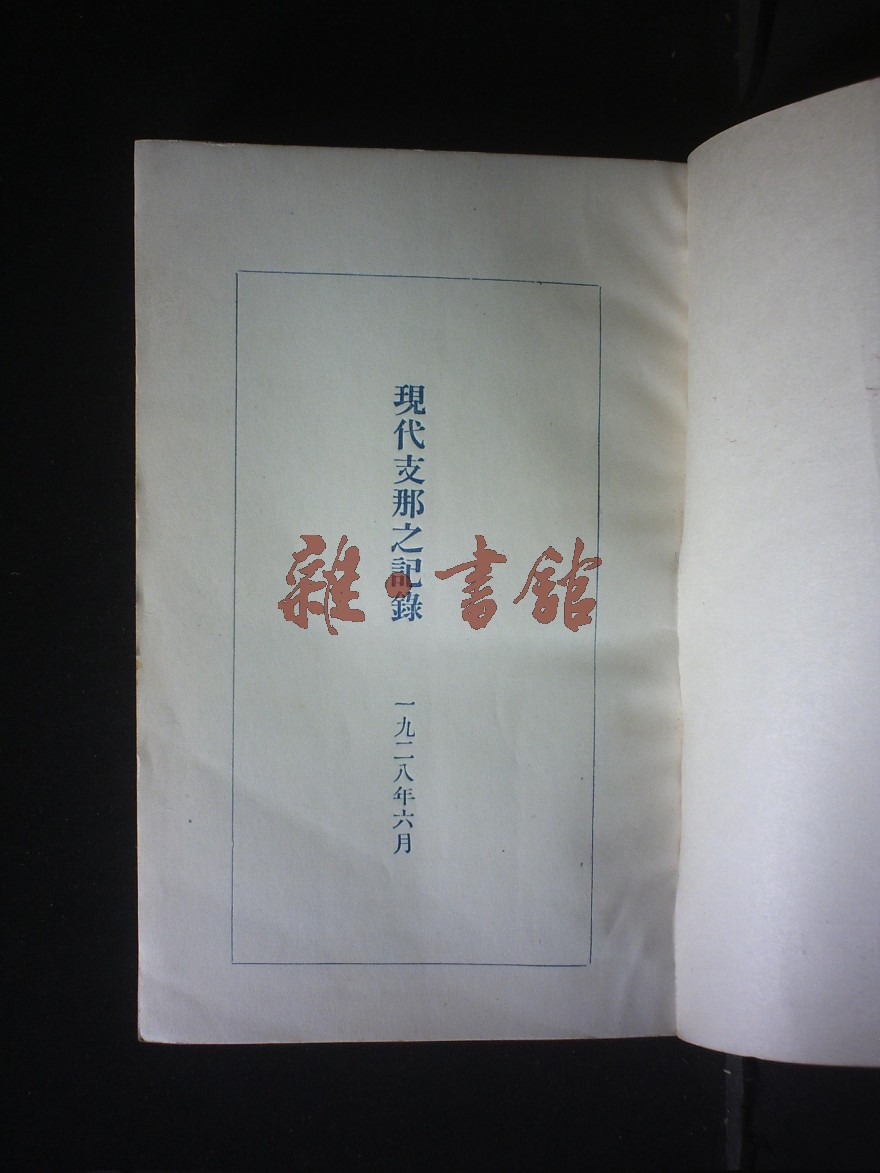 現代支那之記錄
一九二八年六月
雜·書館